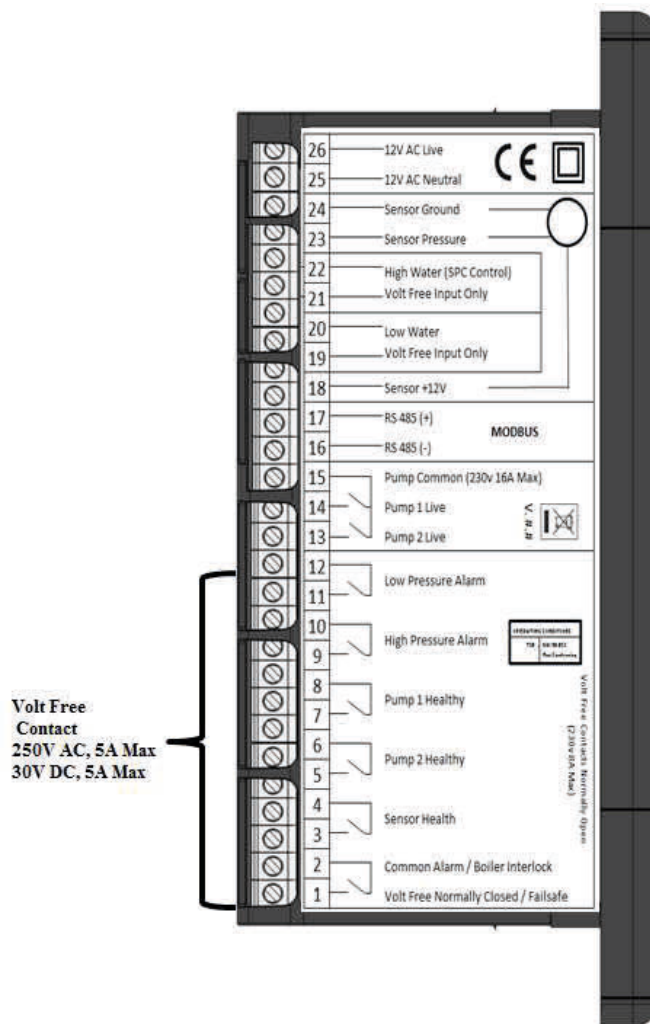 26 12V AC Live
25 12V AC Neutral
CE
24 Sensor Ground
23 Sensor Pressure
22 High Water (SPC Control)
21 Volt Free Input Only
20 Low Water
19 Volt Free Input Only
18 Sensor +12V
17 RS 485 (+)
16 RS 485 (-)
MODBUS
15 Pump Common (230v 16A Max)
14 Pump 1 Live
13 Pump 2 Live
V. #.#
12
11 Low Pressure Alarm
10
9 High Pressure Alarm
OPERATING CONDITIONS
8
7 Pump 1 Healthy
6
5 Pump 2 Healthy
4
3 Sensor Health
2 Common Alarm / Boiler Interlock
1 Volt Free Normally Closed / Failsafe
Volt Free Contacts Normally Open
(230v 8A Max)
Volt Free
Contact
250V AC, 5A Max
30V DC, 5A Max